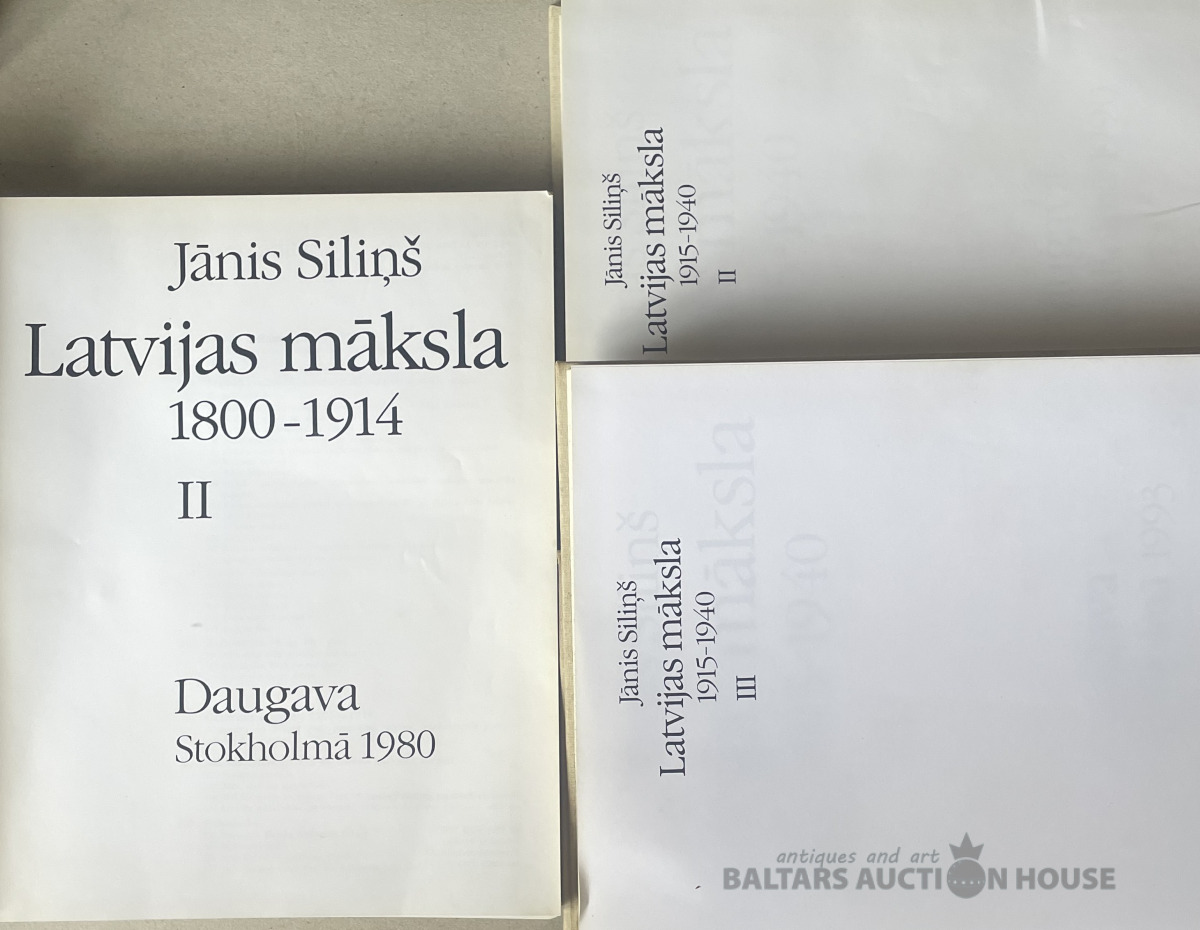 Jānis Siliņš
Latvijas māksla
1800-1914
II
Daugava
Stokholmā 1980
Jānis Siliņš
Latvijas māksla
1915-1940
II
Jānis Siliņš
Latvijas māksla
1915-1940
III
antiques and art
BALTARS AUCTION HOUSE